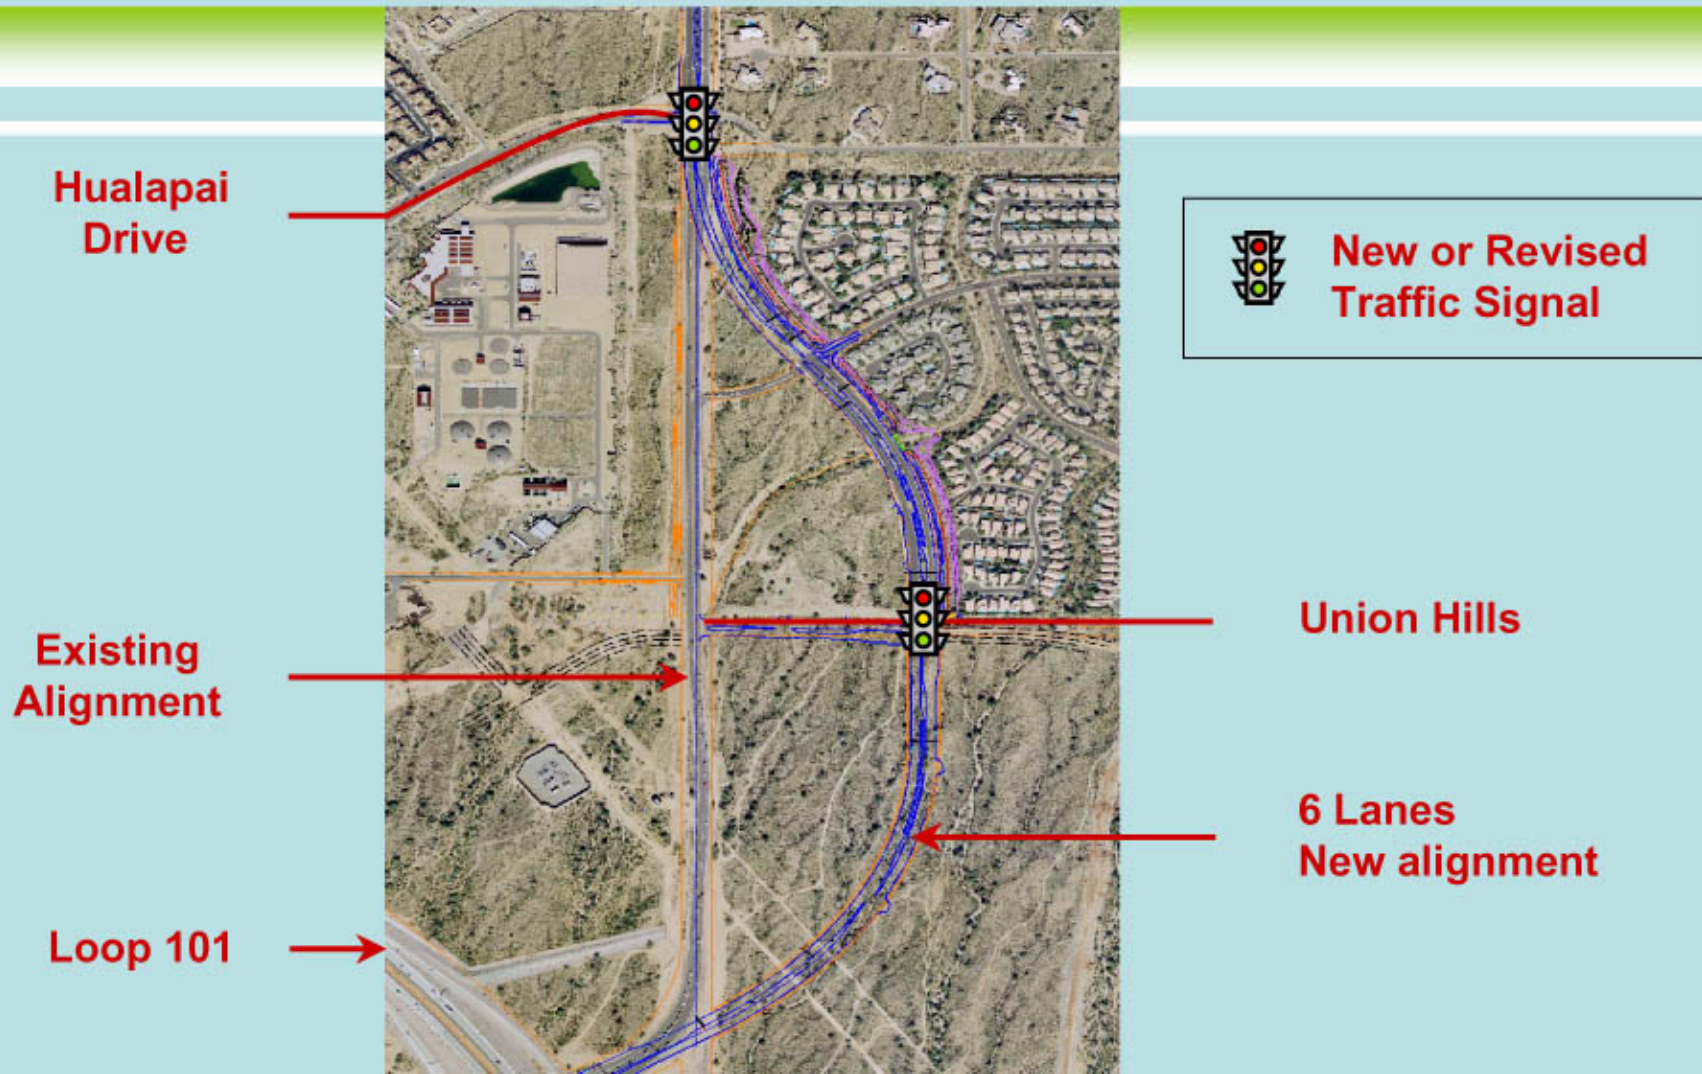 Hualapai
Drive
New or Revised
Traffic Signal
Existing
Alignment
Union Hills
6 Lanes
New alignment
Loop 101